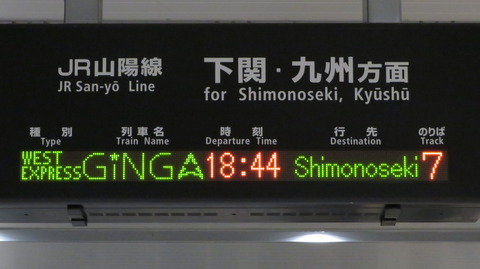 JR山陽線
JR San-yō Line
下関・九州方面
for Shimonoseki, Kyūshū
種別 列車名 時刻 行先 のりば
Type Train Name Departure Time Destination Track
WEST EXPRESS GiNGA 18:44 Shimonoseki 7